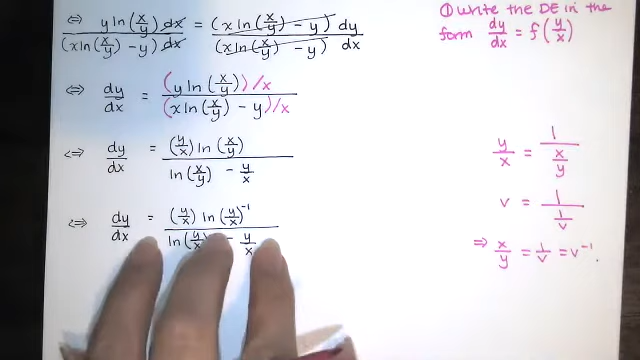 ⇔ y ln(x/y) dx / (x ln(x/y) − y) dx = (x ln(x/y) − y) / (x ln(x/y) − y) dy/dx
⇔ dy/dx = (y ln(x/y))/x / (x ln(x/y) − y)/x
⇔ dy/dx = (y/x) ln(x/y) / ln(x/y) − y/x
⇔ dy/dx = (y/x) ln(y/x)⁻¹ / ln(y/x) − y/x
① Write the DE in the
form dy/dx = f(y/x)
y/x = 1 / (x/y)
v = 1 / (1/v)
⇒ x/y = 1/v = v⁻¹.